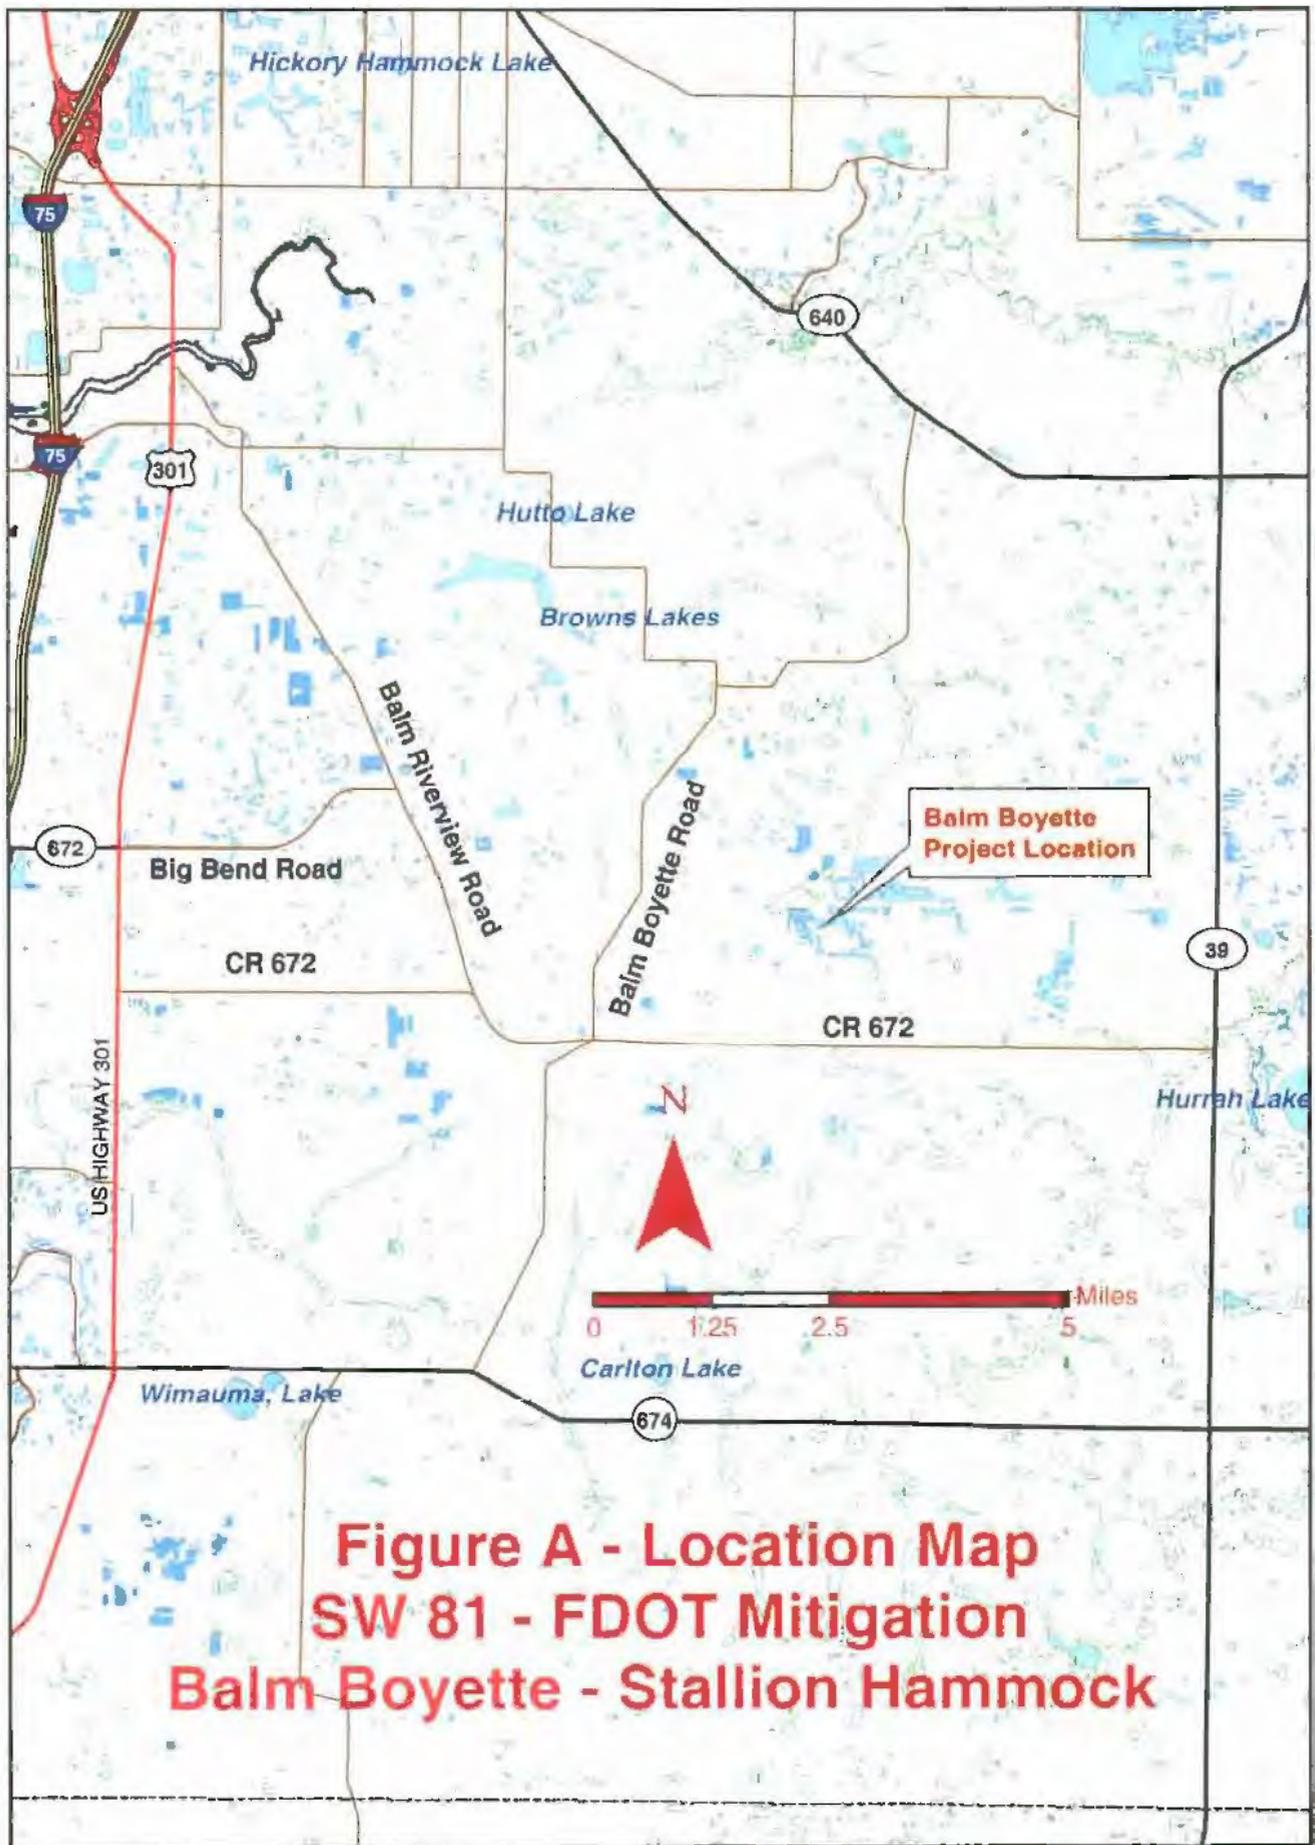 Hickory Hammock Lake
75
640
75
301
Hutto Lake
Browns Lakes
Balm Riverview Road
Balm Boyette Road
Balm Boyette
Project Location
672
Big Bend Road
39
CR 672
CR 672
US HIGHWAY 301
Hurrah Lake
N
Miles
0 1.25 2.5 5
Carlton Lake
Wimauma, Lake
674
Figure A - Location Map
SW 81 - FDOT Mitigation
Balm Boyette - Stallion Hammock